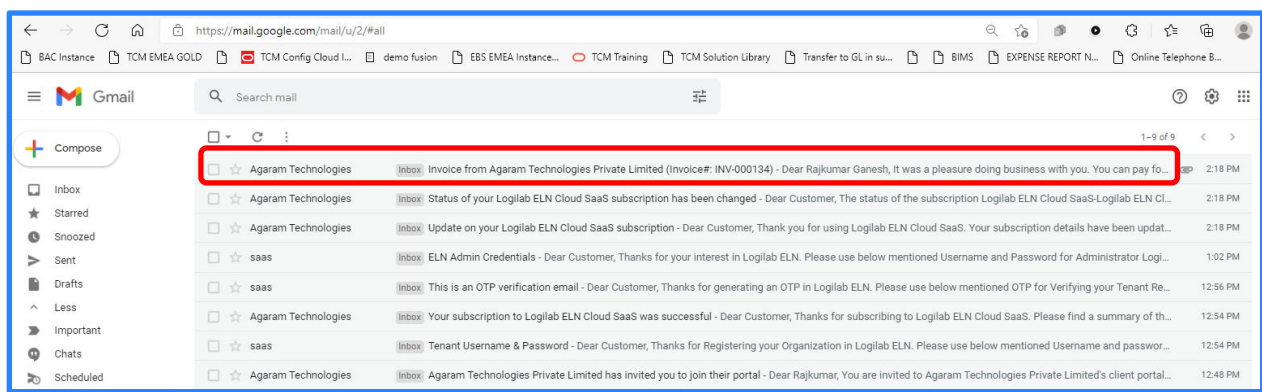 https://mail.google.com/mail/u/2/#all
BAC Instance TCM EMEA GOLD TCM Config Cloud I... demo fusion EBS EMEA Instance... TCM Training TCM Solution Library Transfer to GL in su... BIMS EXPENSE REPORT N... Online Telephone B...
Gmail Search mail
Compose 1–9 of 9
Agaram Technologies Inbox Invoice from Agaram Technologies Private Limited (Invoice#: INV-000134) - Dear Rajkumar Ganesh, It was a pleasure doing business with you. You can pay fo... 2:18 PM
Inbox Agaram Technologies Inbox Status of your Logilab ELN Cloud SaaS subscription has been changed - Dear Customer, The status of the subscription Logilab ELN Cloud SaaS-Logilab ELN Cl... 2:18 PM
Starred
Snoozed Agaram Technologies Inbox Update on your Logilab ELN Cloud SaaS subscription - Dear Customer, Thank you for using Logilab ELN Cloud SaaS. Your subscription details have been updat... 2:18 PM
Sent saas Inbox ELN Admin Credentials - Dear Customer, Thanks for your interest in Logilab ELN. Please use below mentioned Username and Password for Administrator Logi... 1:02 PM
Drafts saas Inbox This is an OTP verification email - Dear Customer, Thanks for generating an OTP in Logilab ELN. Please use below mentioned OTP for Verifying your Tenant Re... 12:56 PM
Less Agaram Technologies Inbox Your subscription to Logilab ELN Cloud SaaS was successful - Dear Customer, Thanks for subscribing to Logilab ELN Cloud SaaS. Please find a summary of th... 12:54 PM
Important
Chats saas Inbox Tenant Username & Password - Dear Customer, Thanks for Registering your Organization in Logilab ELN. Please use below mentioned Username and passwor... 12:54 PM
Scheduled Agaram Technologies Inbox Agaram Technologies Private Limited has invited you to join their portal - Dear Rajkumar, You are invited to Agaram Technologies Private Limited's client portal... 12:48 PM